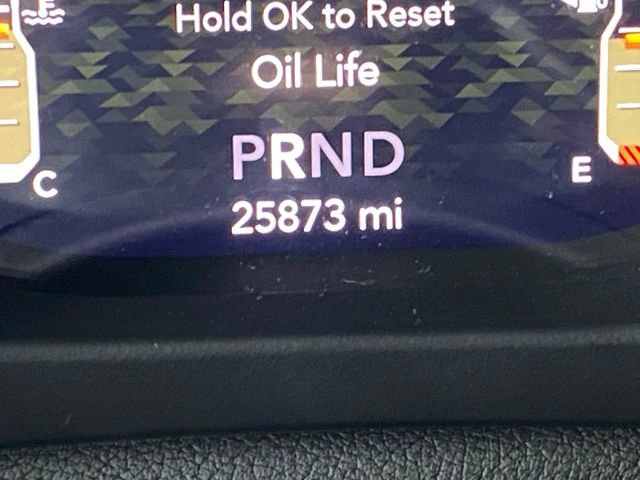 Hold OK to Reset
Oil Life
PRND
C
E
25873 mi